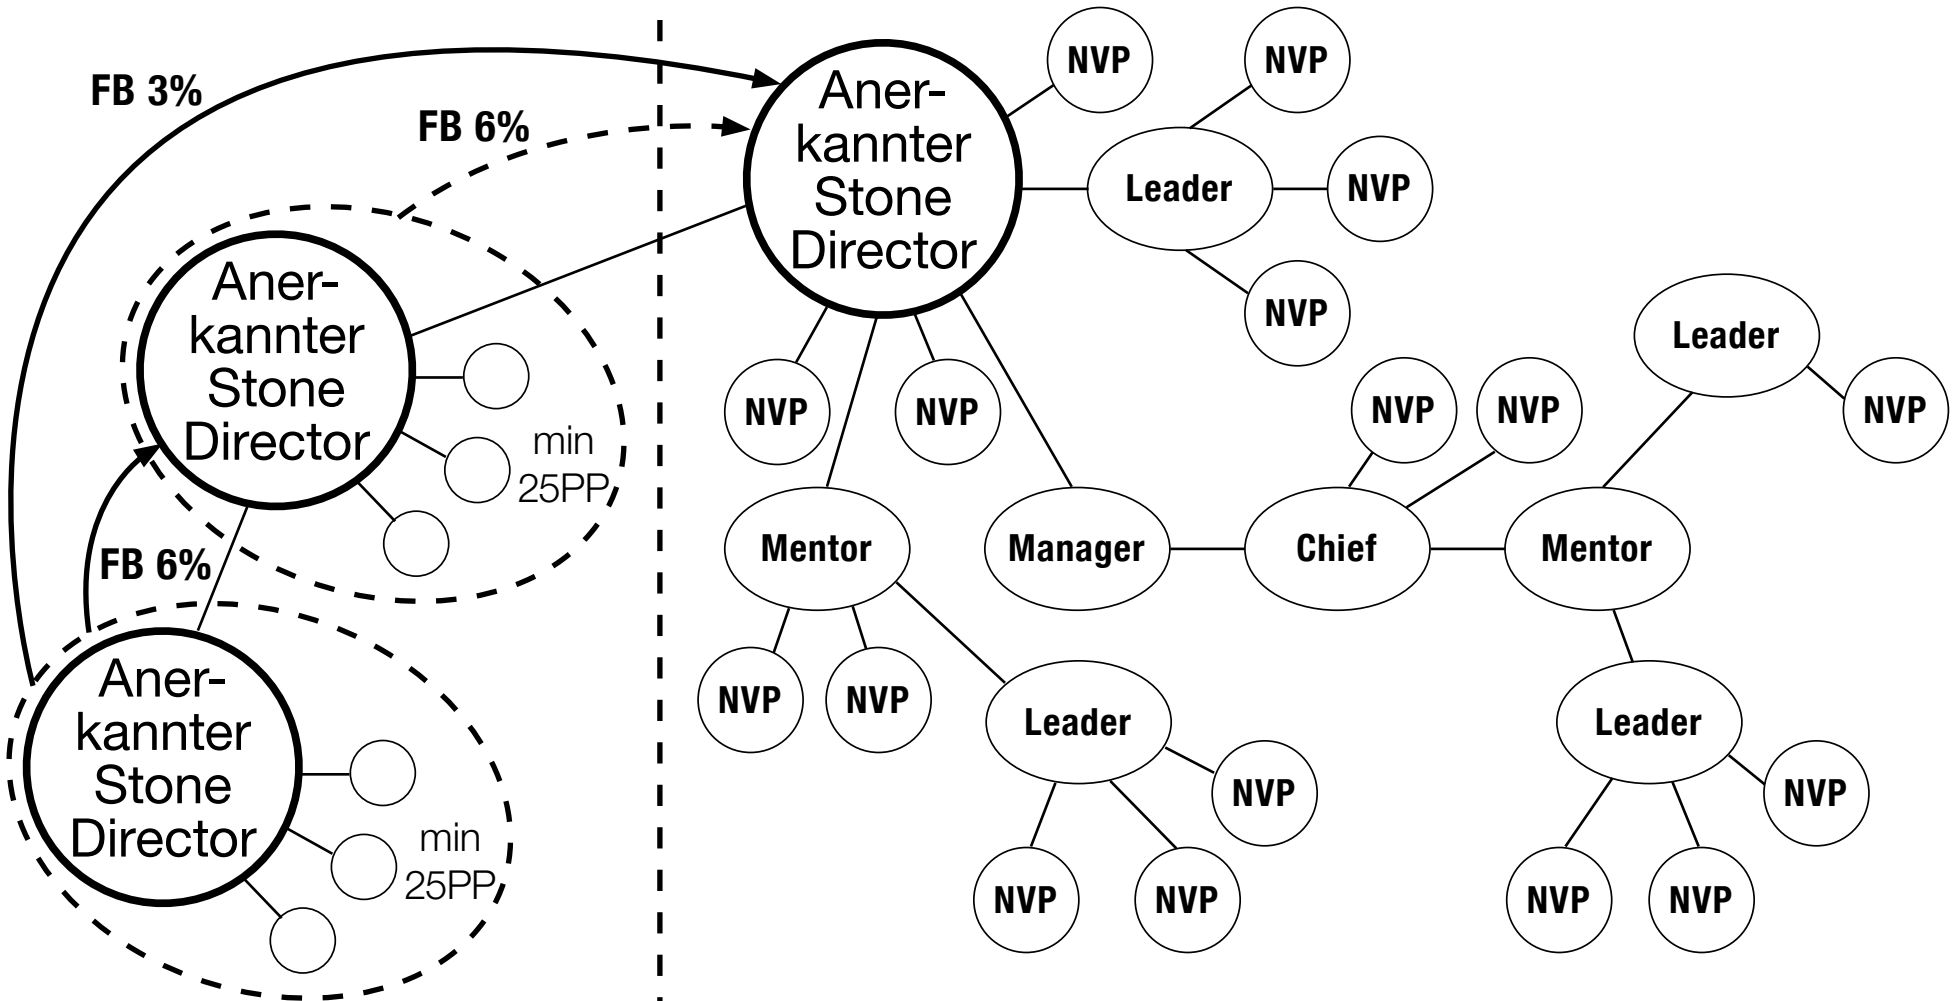 FB 3%
FB 6%
Aner-
kannter
Stone
Director
NVP
NVP
Leader
NVP
NVP
Aner-
kannter
Stone
Director
min
25PP
FB 6%
NVP
NVP
Leader
NVP
NVP
NVP
Mentor
Manager
Chief
Mentor
Aner-
kannter
Stone
Director
min
25PP
NVP
NVP
Leader
NVP
NVP
NVP
Leader
NVP
NVP
NVP